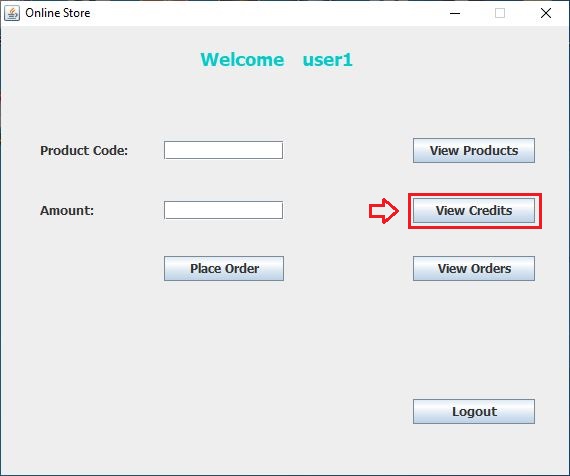 Online Store
Welcome user1
Product Code:
View Products
Amount:
View Credits
Place Order
View Orders
Logout